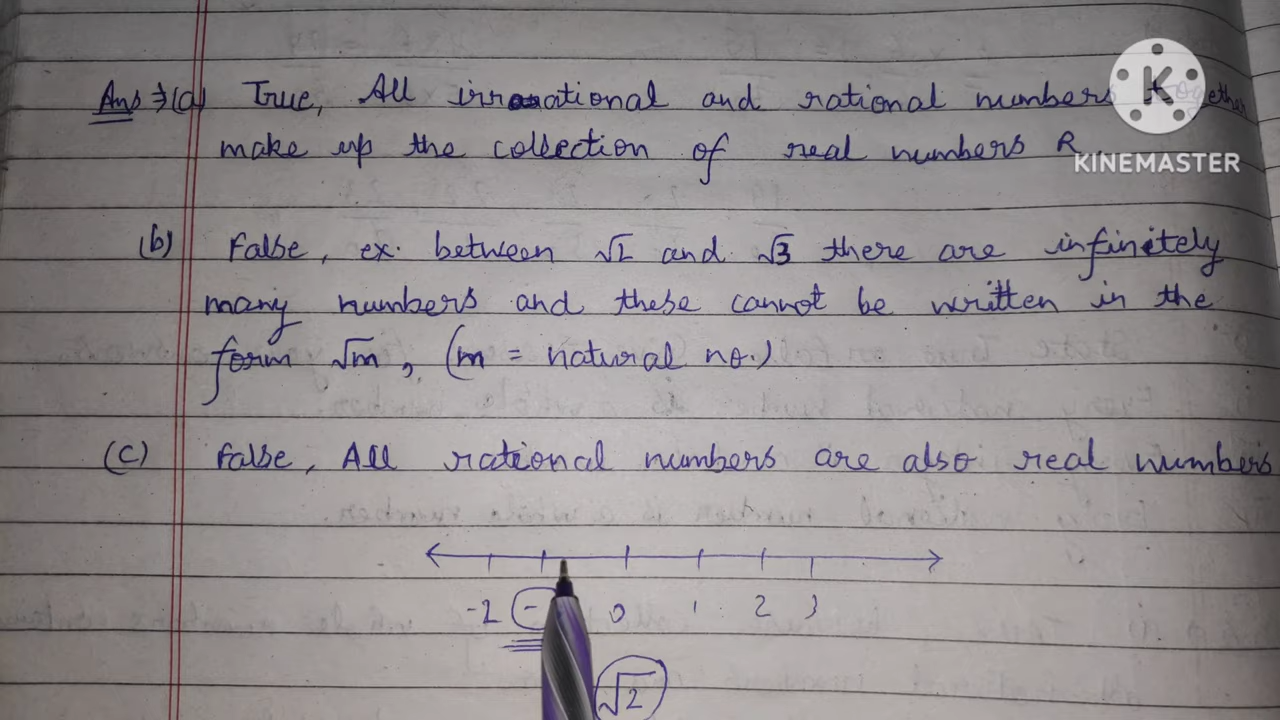 Ans → (a) True, All irrational and rational numbers together
make up the collection of real numbers R
KINEMASTER
(b) False, ex. between √2 and √3 there are infinitely
many numbers and these cannot be written in the
form √m, (m = natural no.)
(c) False, All rational numbers are also real numbers
-2 - 0 1 2 3
√2